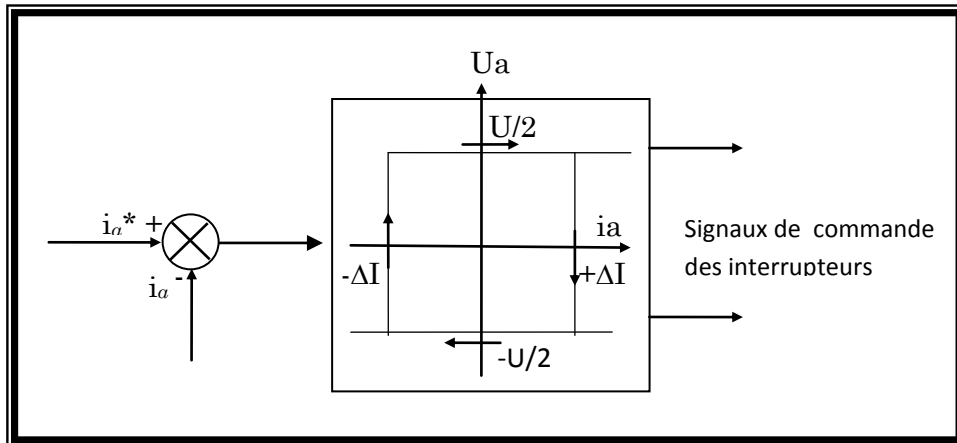 Ua
U/2
ia* +
ia
Signaux de commande
-ΔI
+ΔI
des interrupteurs
ia -
-U/2